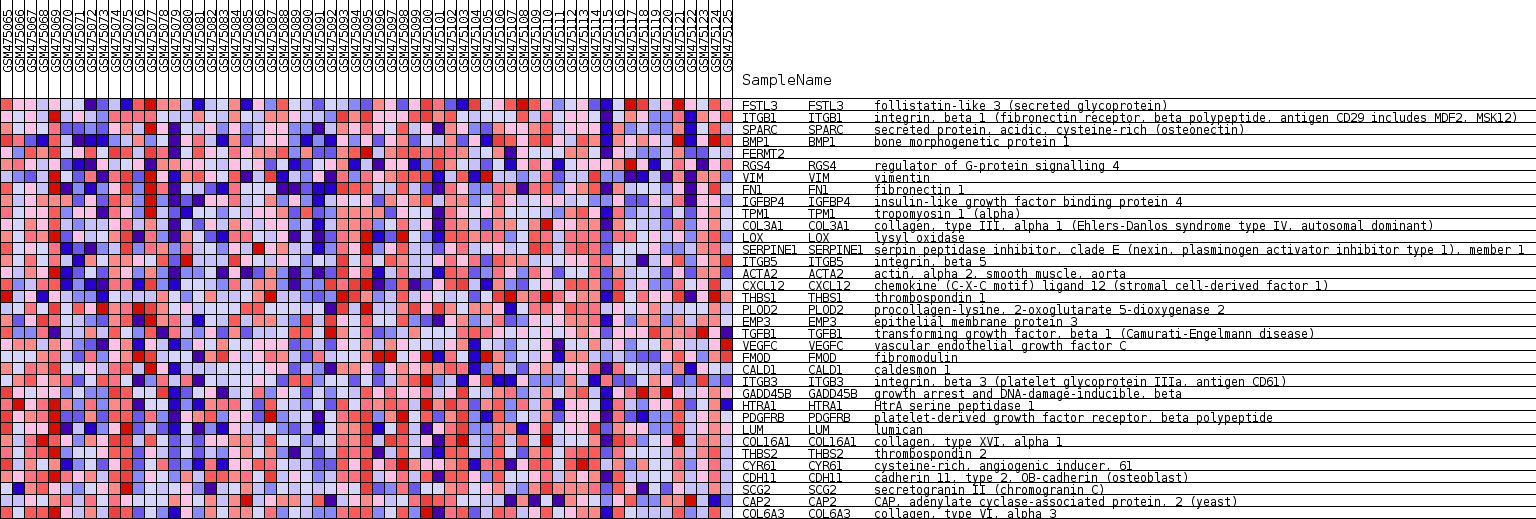 GSM475065 GSM475066 GSM475067 GSM475068 GSM475069 GSM475070 GSM475071 GSM475072 GSM475073 GSM475074 GSM475075 GSM475076 GSM475077 GSM475078 GSM475079 GSM475080 GSM475081 GSM475082 GSM475083 GSM475084 GSM475085 GSM475086 GSM475087 GSM475088 GSM475089 GSM475090 GSM475091 GSM475092 GSM475093 GSM475094 GSM475095 GSM475096 GSM475097 GSM475098 GSM475099 GSM475100 GSM475101 GSM475102 GSM475103 GSM475104 GSM475105 GSM475106 GSM475107 GSM475108 GSM475109 GSM475110 GSM475111 GSM475112 GSM475113 GSM475114 GSM475115 GSM475116 GSM475117 GSM475118 GSM475119 GSM475120 GSM475121 GSM475122 GSM475123 GSM475124 GSM475125
SampleName
FSTL3 FSTL3 follistatin-like 3 (secreted glycoprotein)
ITGB1 ITGB1 integrin, beta 1 (fibronectin receptor, beta polypeptide, antigen CD29 includes MDF2, MSK12)
SPARC SPARC secreted protein, acidic, cysteine-rich (osteonectin)
BMP1 BMP1 bone morphogenetic protein 1
FERMT2
RGS4 RGS4 regulator of G-protein signalling 4
VIM VIM vimentin
FN1 FN1 fibronectin 1
IGFBP4 IGFBP4 insulin-like growth factor binding protein 4
TPM1 TPM1 tropomyosin 1 (alpha)
COL3A1 COL3A1 collagen, type III, alpha 1 (Ehlers-Danlos syndrome type IV, autosomal dominant)
LOX LOX lysyl oxidase
SERPINE1 SERPINE1 serpin peptidase inhibitor, clade E (nexin, plasminogen activator inhibitor type 1), member 1
ITGB5 ITGB5 integrin, beta 5
ACTA2 ACTA2 actin, alpha 2, smooth muscle, aorta
CXCL12 CXCL12 chemokine (C-X-C motif) ligand 12 (stromal cell-derived factor 1)
THBS1 THBS1 thrombospondin 1
PLOD2 PLOD2 procollagen-lysine, 2-oxoglutarate 5-dioxygenase 2
EMP3 EMP3 epithelial membrane protein 3
TGFB1 TGFB1 transforming growth factor, beta 1 (Camurati-Engelmann disease)
VEGFC VEGFC vascular endothelial growth factor C
FMOD FMOD fibromodulin
CALD1 CALD1 caldesmon 1
ITGB3 ITGB3 integrin, beta 3 (platelet glycoprotein IIIa, antigen CD61)
GADD45B GADD45B growth arrest and DNA-damage-inducible, beta
HTRA1 HTRA1 HtrA serine peptidase 1
PDGFRB PDGFRB platelet-derived growth factor receptor, beta polypeptide
LUM LUM lumican
COL16A1 COL16A1 collagen, type XVI, alpha 1
THBS2 THBS2 thrombospondin 2
CYR61 CYR61 cysteine-rich, angiogenic inducer, 61
CDH11 CDH11 cadherin 11, type 2, OB-cadherin (osteoblast)
SCG2 SCG2 secretogranin II (chromogranin C)
CAP2 CAP2 CAP, adenylate cyclase-associated protein, 2 (yeast)
COL6A3 COL6A3 collagen, type VI, alpha 3